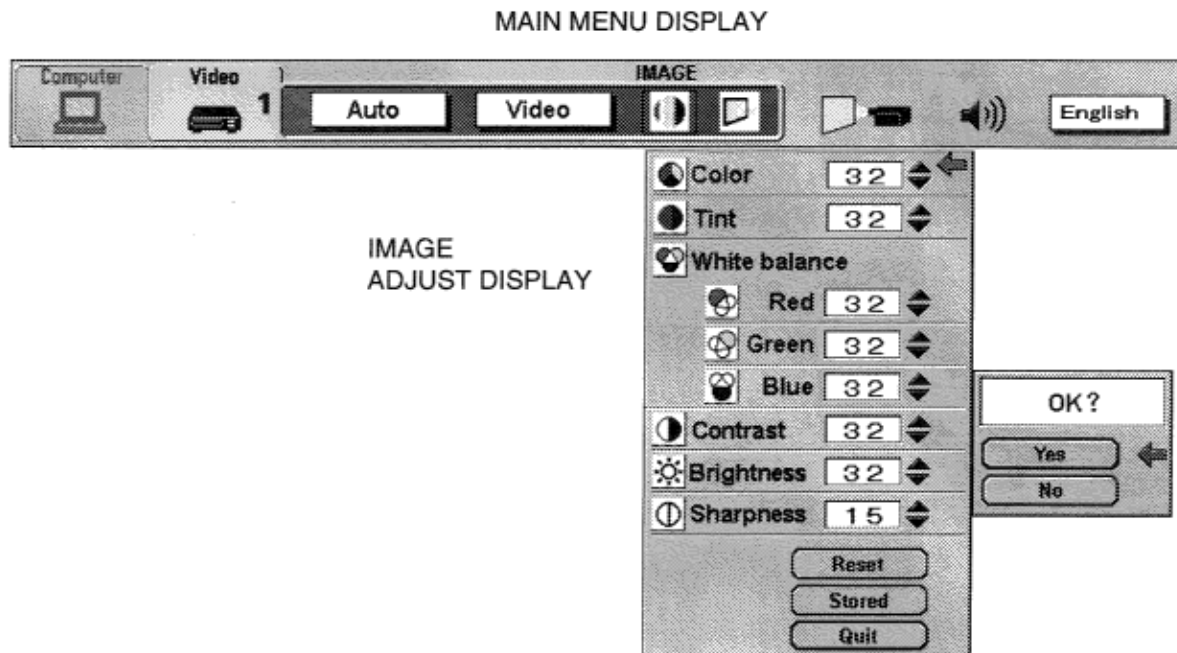 MAIN MENU DISPLAY
IMAGE
Computer
Video
1
Auto
Video
English
Color 32
Tint 32
IMAGE
ADJUST DISPLAY
White balance
Red 32
Green 32
Blue 32
OK?
Contrast 32
Yes
Brightness 32
No
Sharpness 15
Reset
Stored
Quit